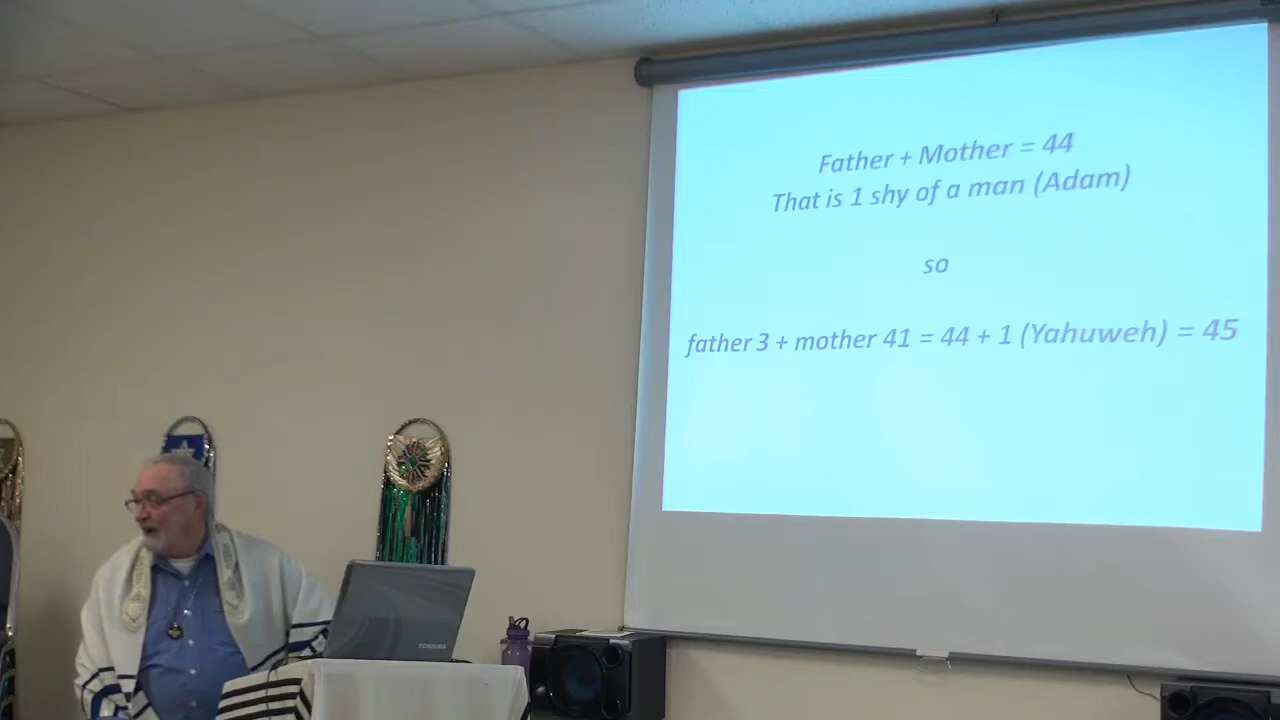 Father + Mother = 44
That is 1 shy of a man (Adam)
so
father 3 + mother 41 = 44 + 1 (Yahuweh) = 45
TOSHIBA